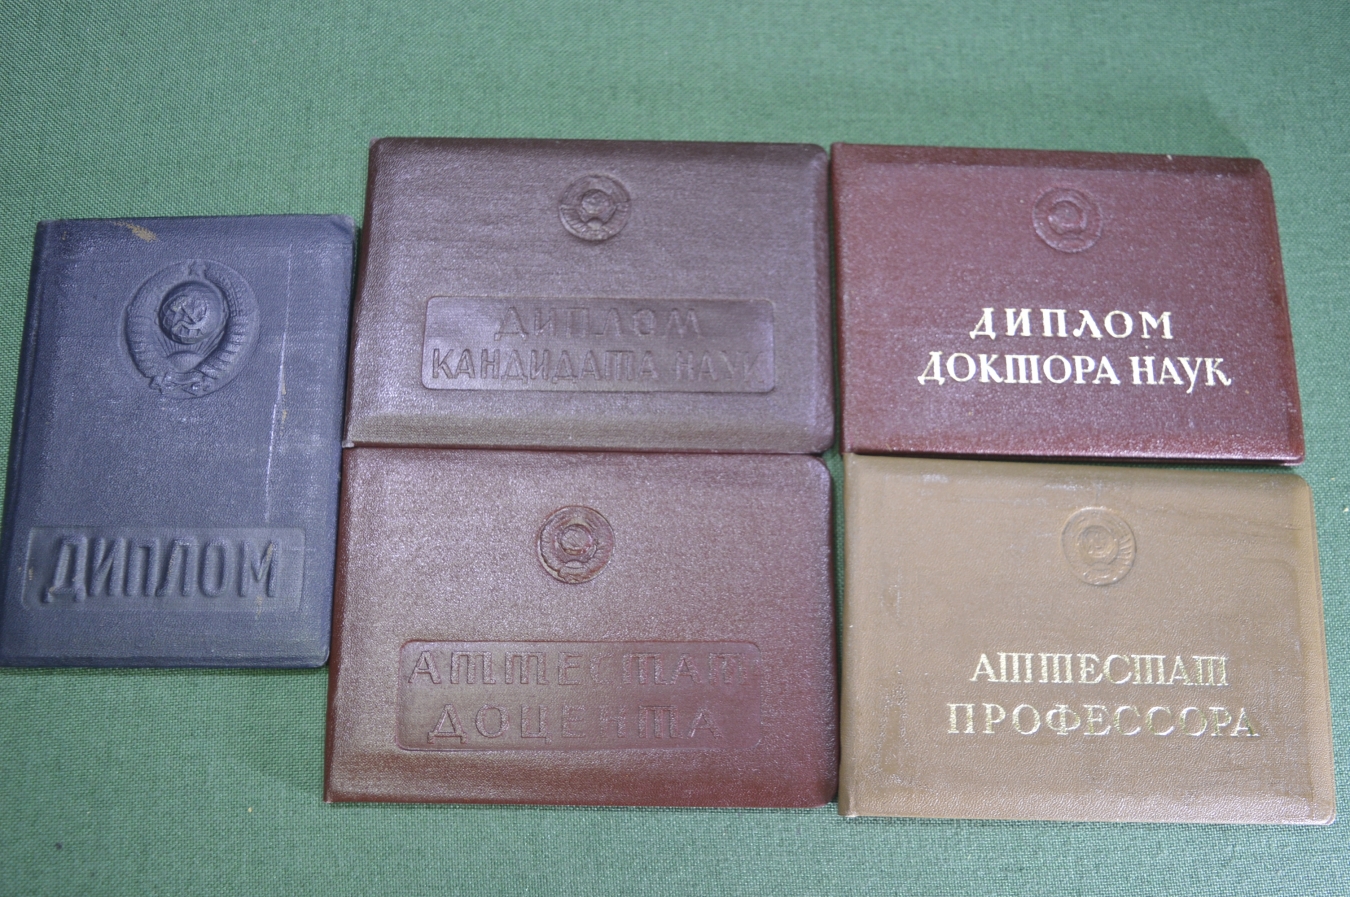 ДИПЛОМ
ДИПЛОМ
КАНДИДАТА НАУК
ДИПЛОМ
ДОКТОРА НАУК
АТТЕСТАТ
ДОЦЕНТА
АТТЕСТАТ
ПРОФЕССОРА